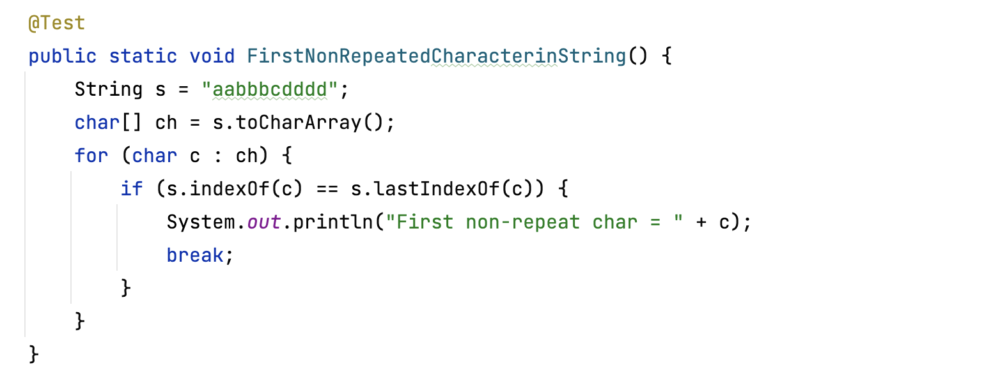 @Test
public static void FirstNonRepeatedCharacterinString() {
    String s = "aabbbcdddd";
    char[] ch = s.toCharArray();
    for (char c : ch) {
        if (s.indexOf(c) == s.lastIndexOf(c)) {
            System.out.println("First non-repeat char = " + c);
            break;
        }
    }
}